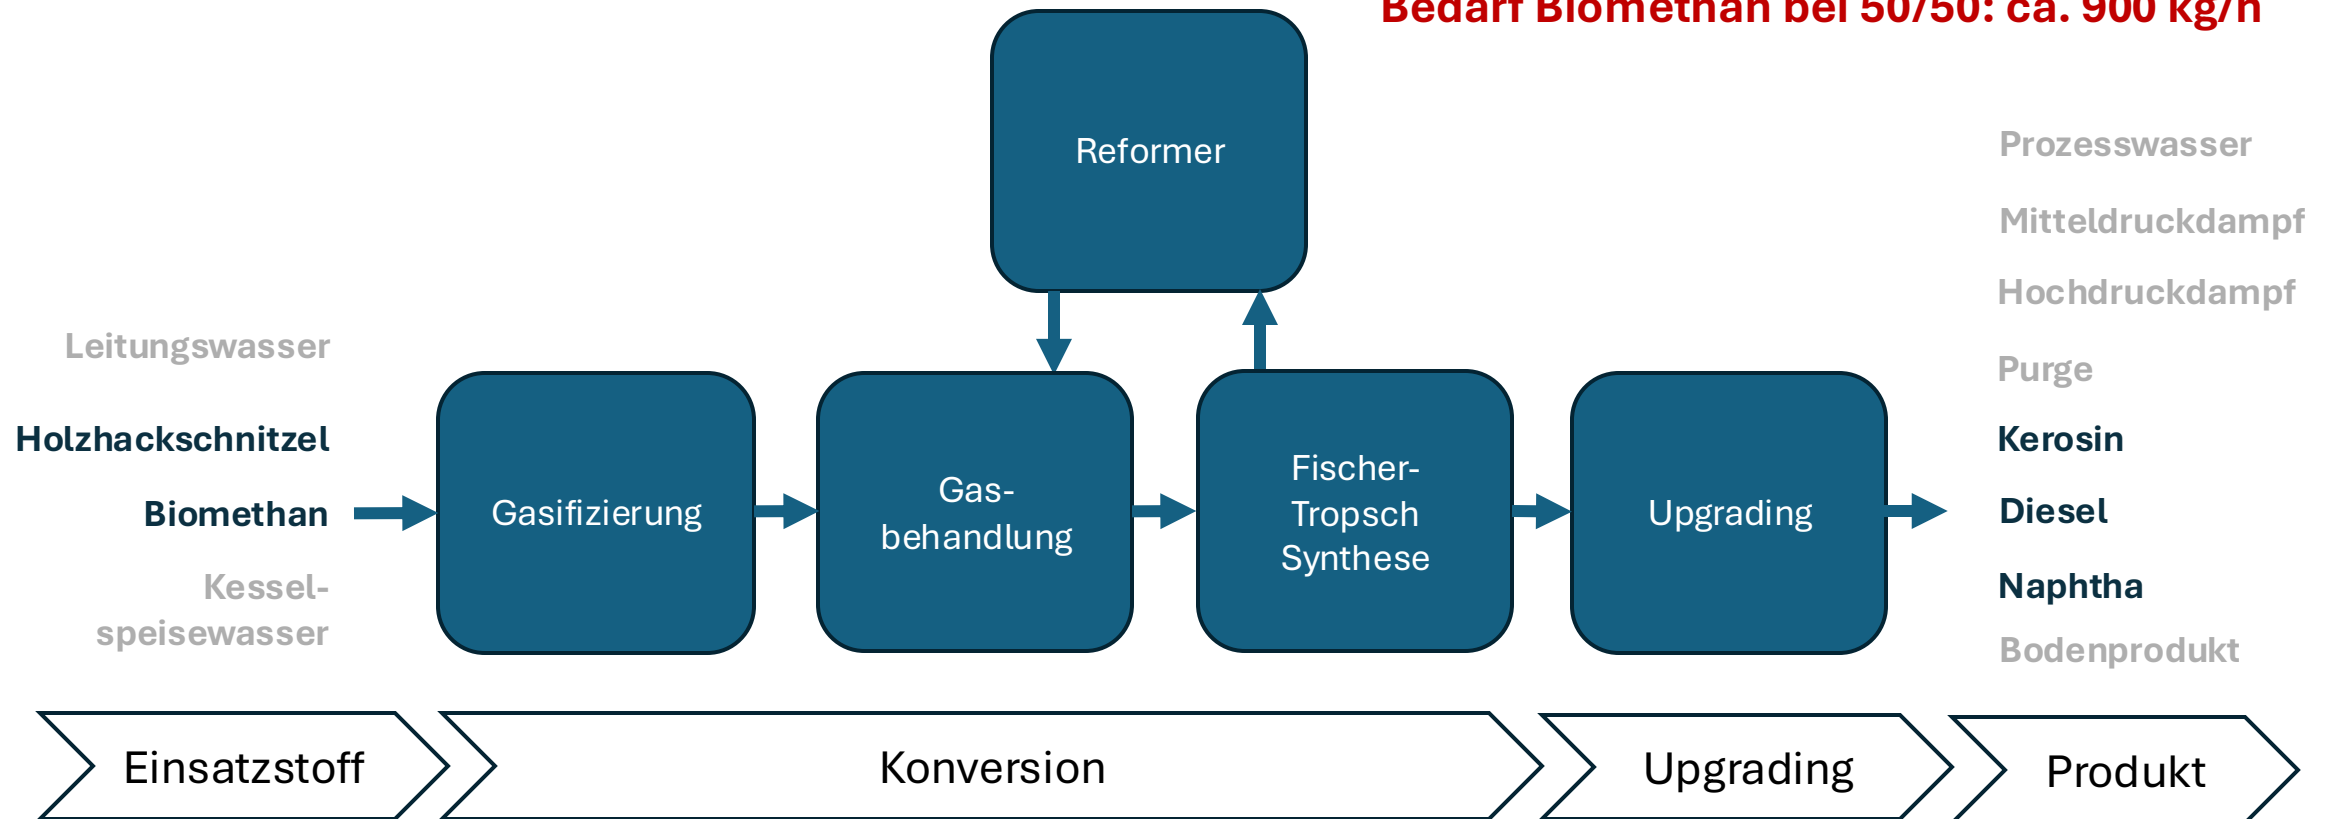 Bedarf Biomethan bei 50/50: ca. 900 kg/h
Reformer
Leitungswasser
Holzhackschnitzel
Biomethan
Kessel-
speisewasser
Gasifizierung
Gas-
behandlung
Fischer-
Tropsch
Synthese
Upgrading
Prozesswasser
Mitteldruckdampf
Hochdruckdampf
Purge
Kerosin
Diesel
Naphtha
Bodenprodukt
Einsatzstoff
Konversion
Upgrading
Produkt